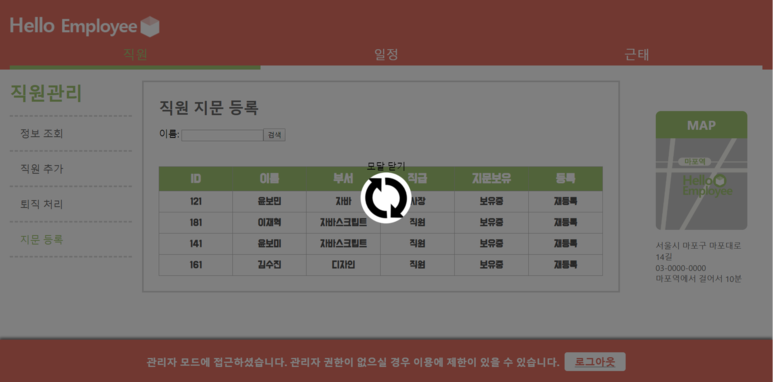 Hello Employee
직원
일정
근태
직원관리
정보 조회
직원 추가
퇴직 처리
지문 등록
직원 지문 등록
이름: 검색
모달 닫기
ID 이름 부서 직급 지문보유 등록
121 윤보민 자바 사장 보유중 재등록
181 이재혁 자바스크립트 직원 보유중 재등록
141 윤보미 자바스크립트 직원 보유중 재등록
161 김수진 디자인 직원 보유중 재등록
MAP
마포역
Hello
Employee
서울시 마포구 마포대로
14길
03-0000-0000
마포역에서 걸어서 10분
관리자 모드에 접근하셨습니다. 관리자 권한이 없으실 경우 이용에 제한이 있을 수 있습니다. 로그아웃